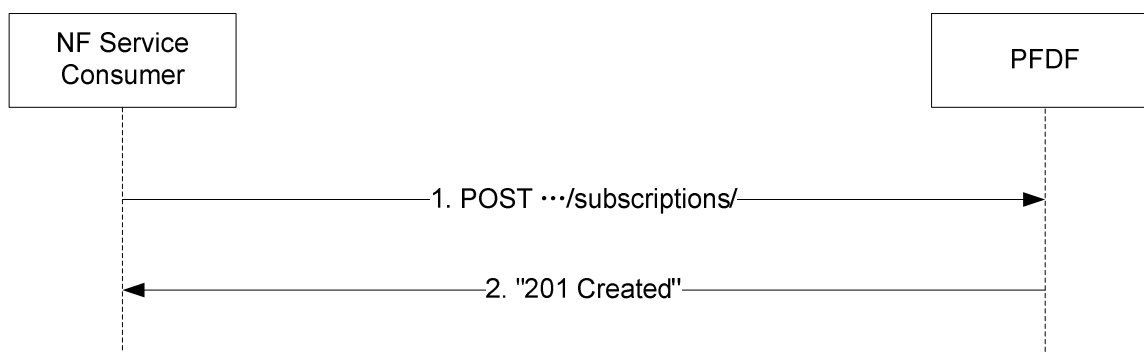 NF Service
Consumer
PFDF
1. POST ⋯/subscriptions/
2. "201 Created"